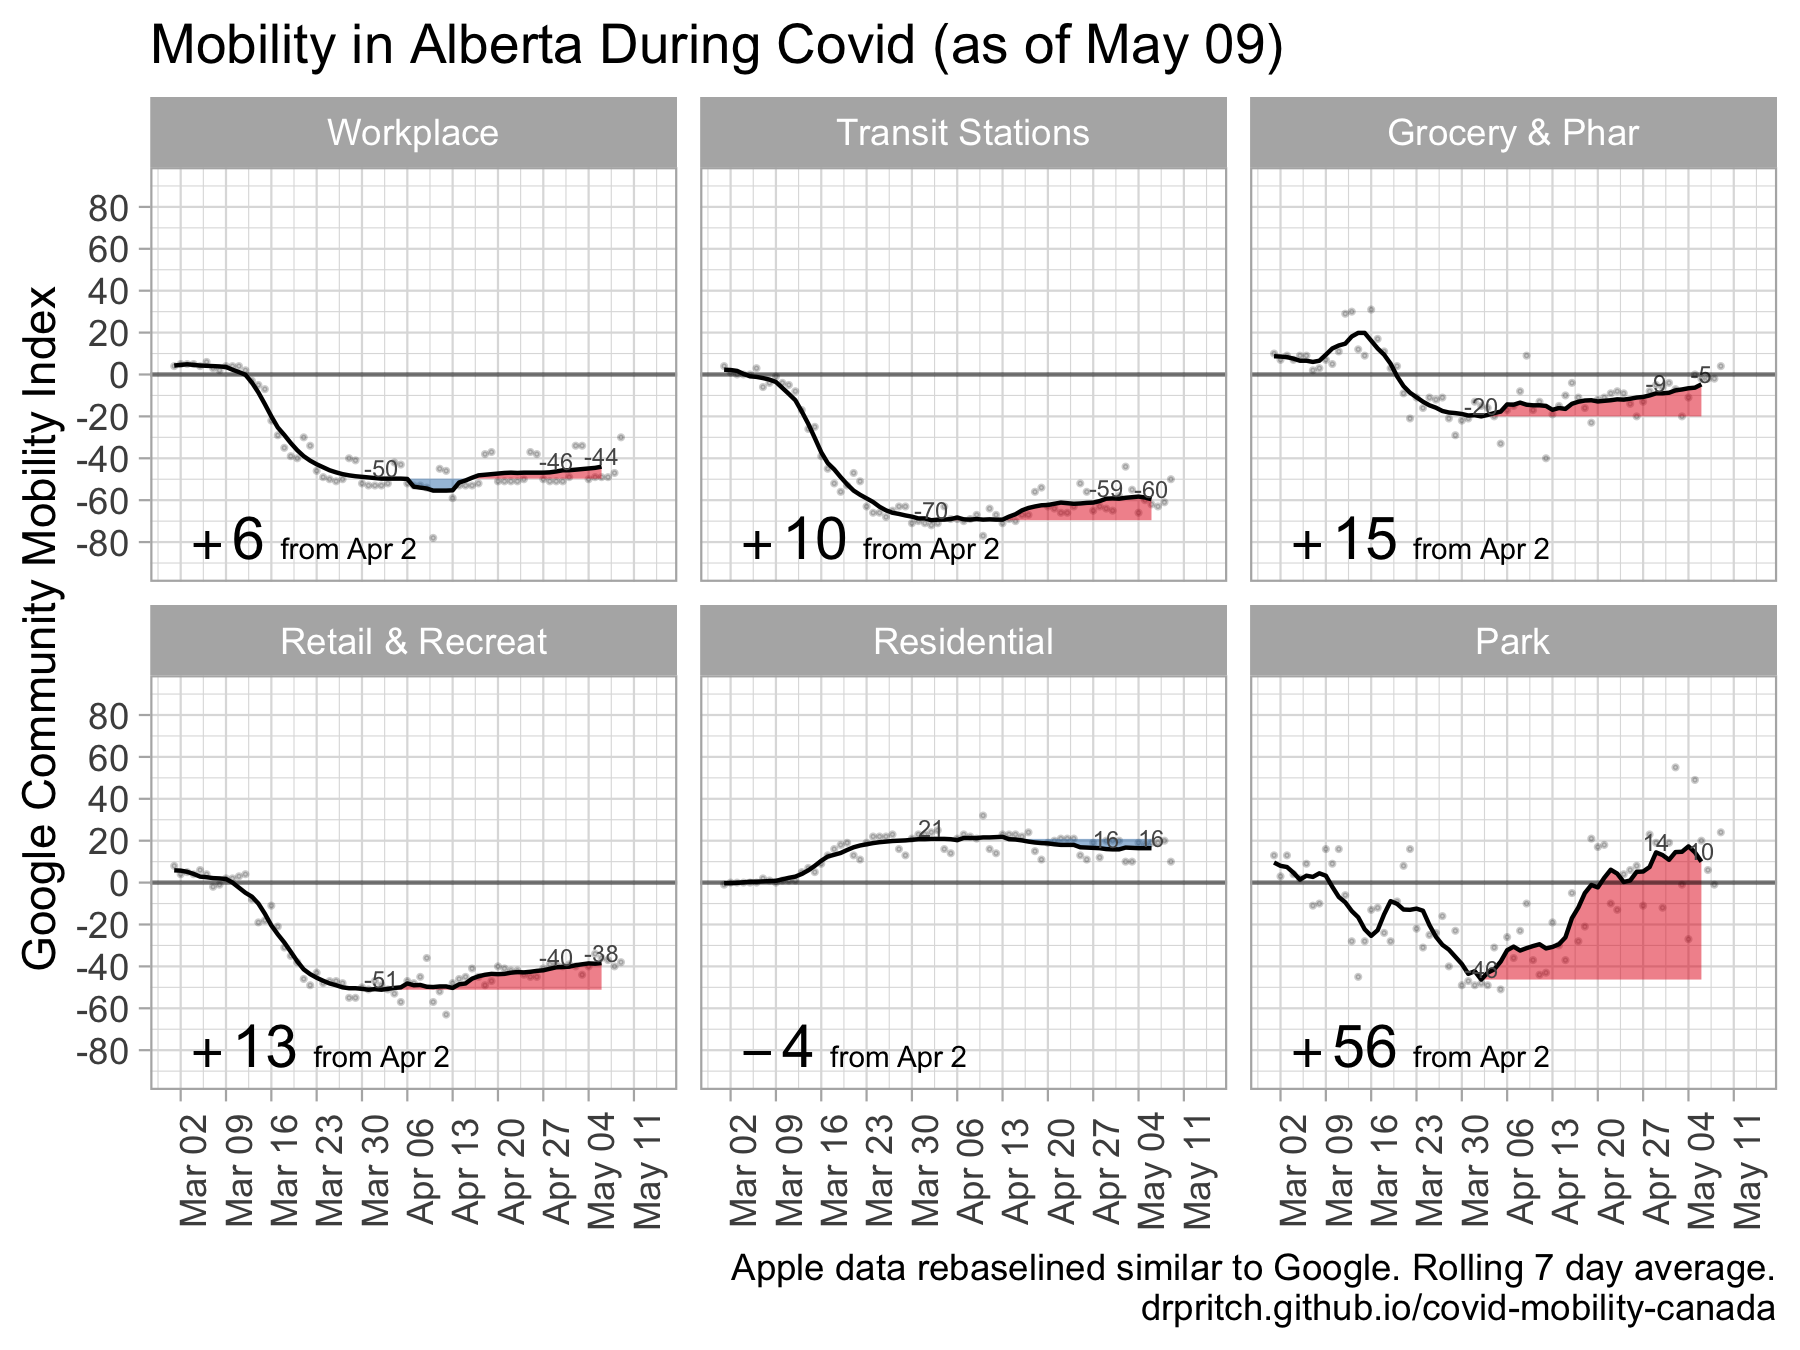 Mobility in Alberta During Covid (as of May 09)
Google Community Mobility Index
Workplace
Transit Stations
Grocery & Phar
80
60
40
20
0
-20
-40
-60
-80
-50
-46
-44
+6 from Apr 2
-70
-59
-60
+10 from Apr 2
-20
-9
-5
+15 from Apr 2
Retail & Recreat
Residential
Park
80
60
40
20
0
-20
-40
-60
-80
-51
-40
-38
+13 from Apr 2
21
16
16
−4 from Apr 2
-46
14
10
+56 from Apr 2
Mar 02
Mar 09
Mar 16
Mar 23
Mar 30
Apr 06
Apr 13
Apr 20
Apr 27
May 04
May 11
Mar 02
Mar 09
Mar 16
Mar 23
Mar 30
Apr 06
Apr 13
Apr 20
Apr 27
May 04
May 11
Mar 02
Mar 09
Mar 16
Mar 23
Mar 30
Apr 06
Apr 13
Apr 20
Apr 27
May 04
May 11
Apple data rebaselined similar to Google. Rolling 7 day average.
drpritch.github.io/covid-mobility-canada